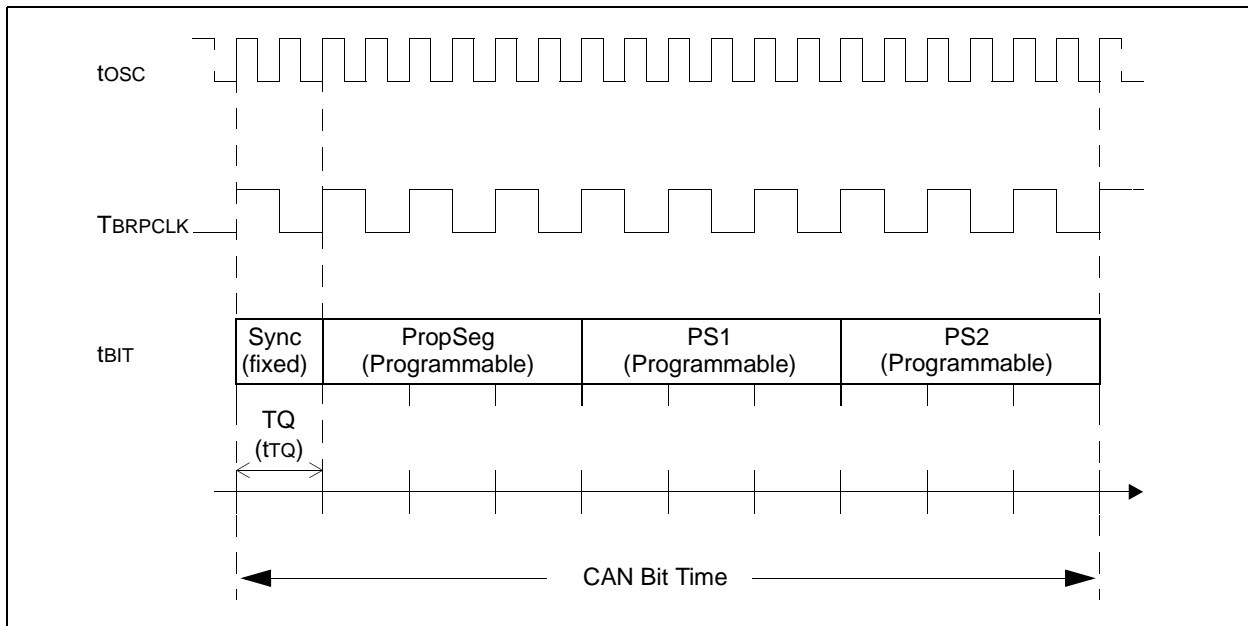 tOSC
TBRPCLK
tBIT
Sync
(fixed)
PropSeg
(Programmable)
PS1
(Programmable)
PS2
(Programmable)
TQ
(tTQ)
CAN Bit Time